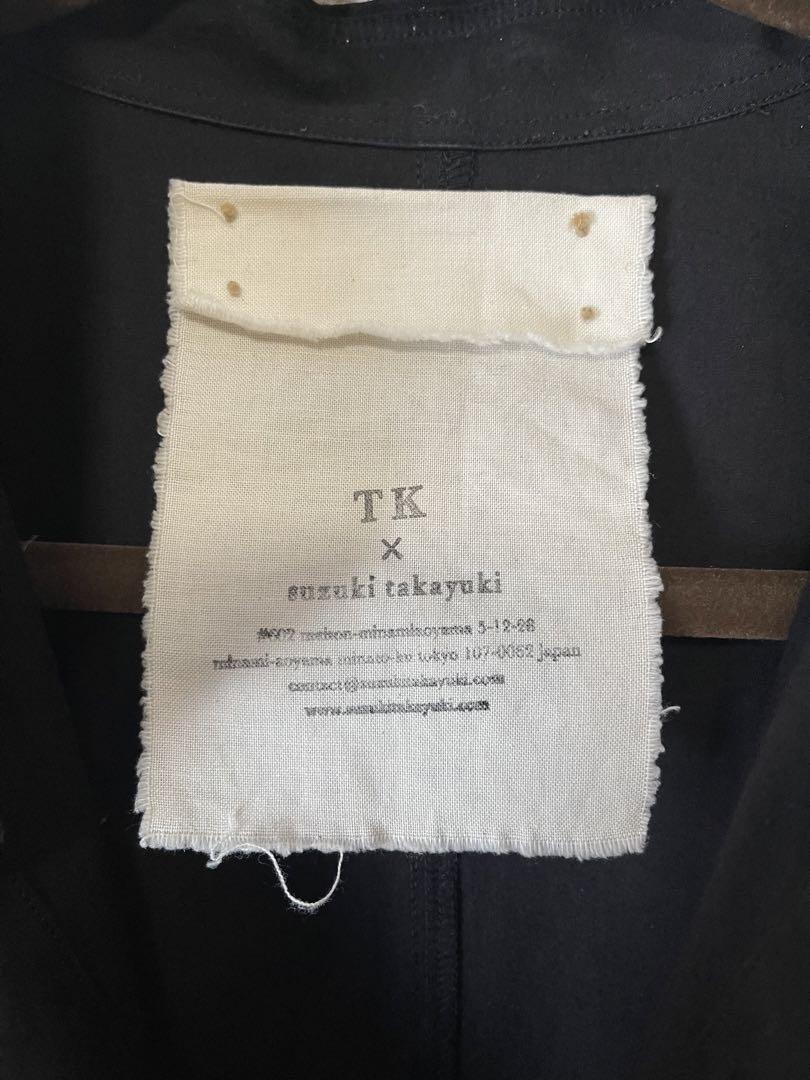 TK
×
suzuki takayuki
#602 meison-minamiaoyama 5-12-28
minami-aoyama minato-ku tokyo 107-0062 japan
contact@suzukitakayuki.com
www.suzukitakayuki.com